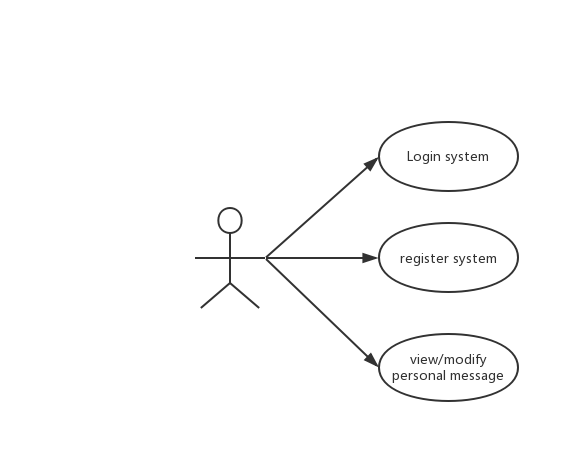 Login system
register system
view/modify
personal message